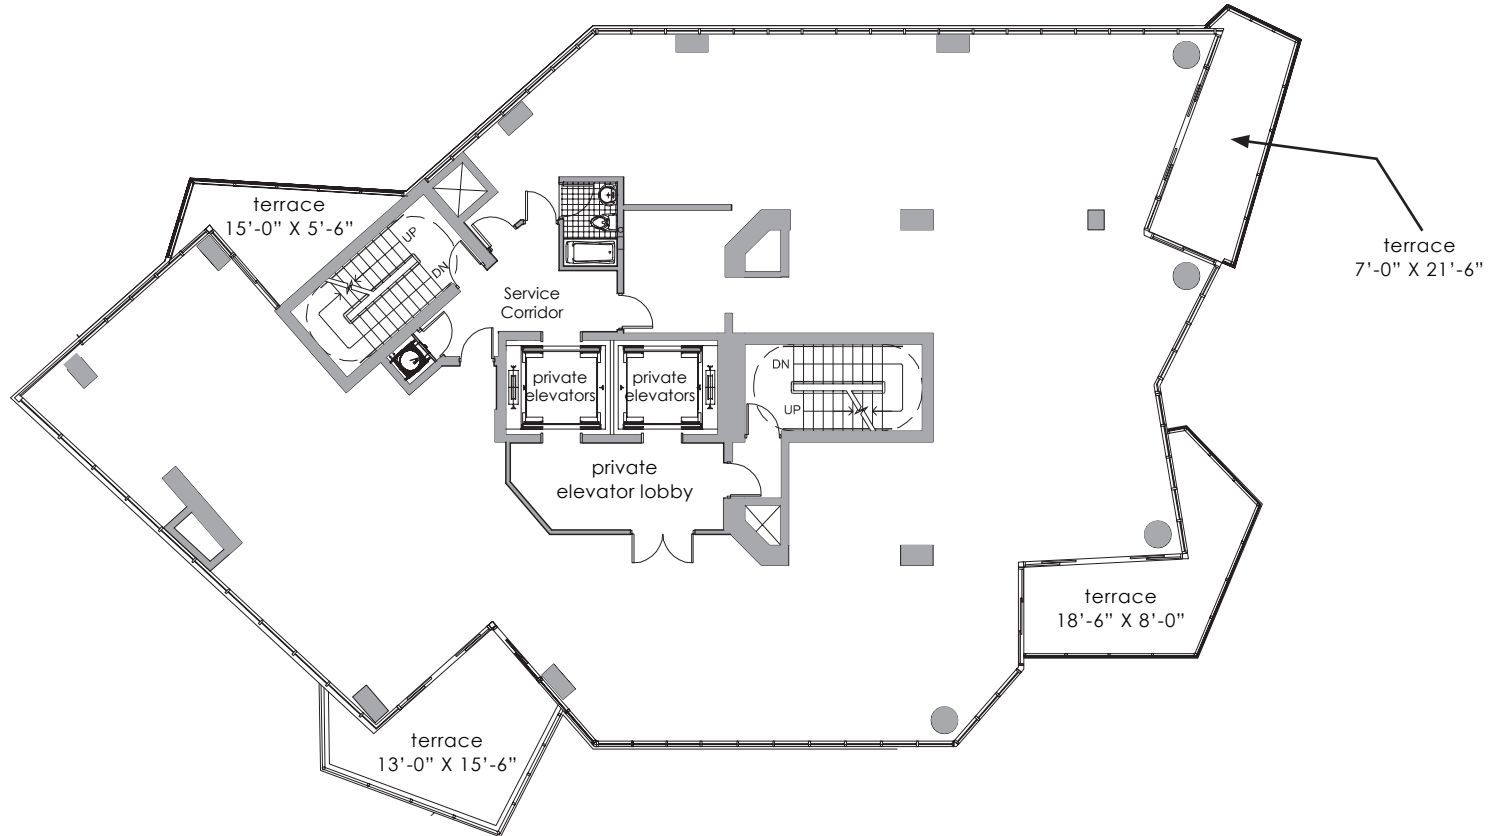 terrace
15’-0” X 5’-6”
UP
DN
terrace
7’-0” X 21’-6”
Service
Corridor
private
elevators
private
elevators
DN
UP
private
elevator lobby
terrace
18’-6” X 8’-0”
terrace
13’-0” X 15’-6”